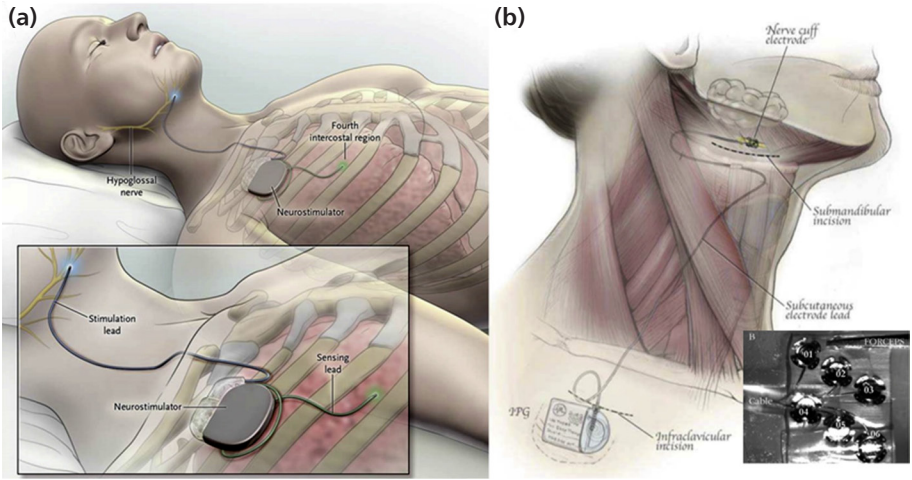 (a)
Fourth
intercostal region
Hypoglossal
nerve
Neurostimulator
Stimulation
lead
Sensing
lead
Neurostimulator
(b)
Nerve cuff
electrode
Submandibular
incision
Subcutaneous
electrode lead
IPG
Infraclavicular
incision
B
FORCEPS
01
02
Cable
03
04
05
06